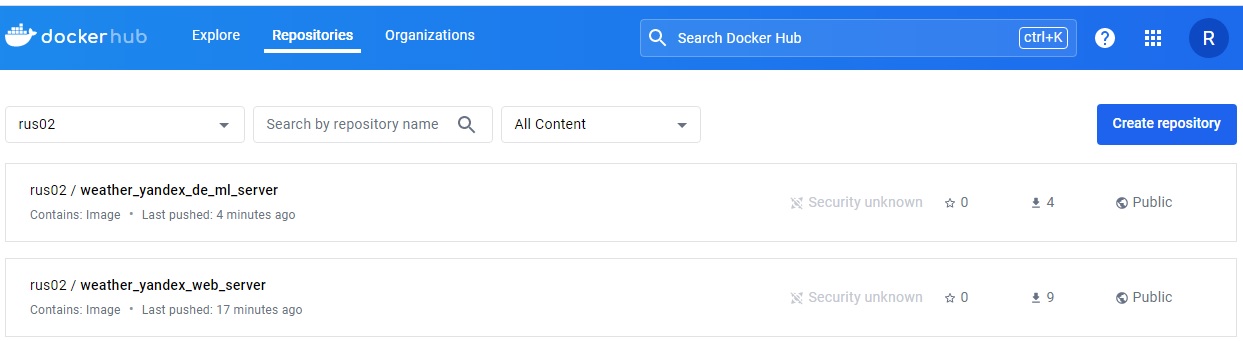 dockerhub Explore Repositories Organizations Search Docker Hub ctrl+K ? R
rus02 Search by repository name All Content Create repository
rus02 / weather_yandex_de_ml_server
Security unknown 0 4 Public
Contains: Image • Last pushed: 4 minutes ago
rus02 / weather_yandex_web_server
Security unknown 0 9 Public
Contains: Image • Last pushed: 17 minutes ago